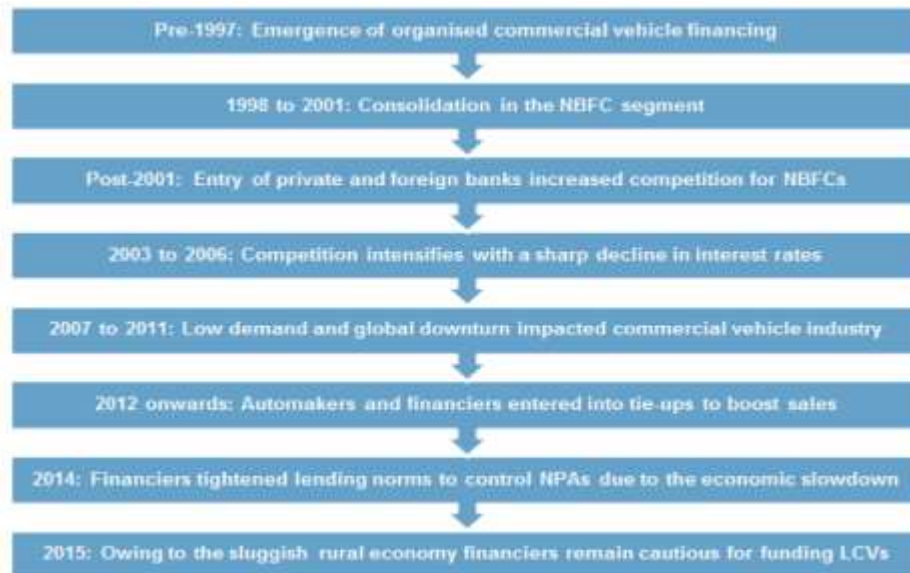 Pre-1997: Emergence of organised commercial vehicle financing
1998 to 2001: Consolidation in the NBFC segment
Post-2001: Entry of private and foreign banks increased competition for NBFCs
2003 to 2006: Competition intensifies with a sharp decline in interest rates
2007 to 2011: Low demand and global downturn impacted commercial vehicle industry
2012 onwards: Automakers and financiers entered into tie-ups to boost sales
2014: Financiers tightened lending norms to control NPAs due to the economic slowdown
2015: Owing to the sluggish rural economy financiers remain cautious for funding LCVs